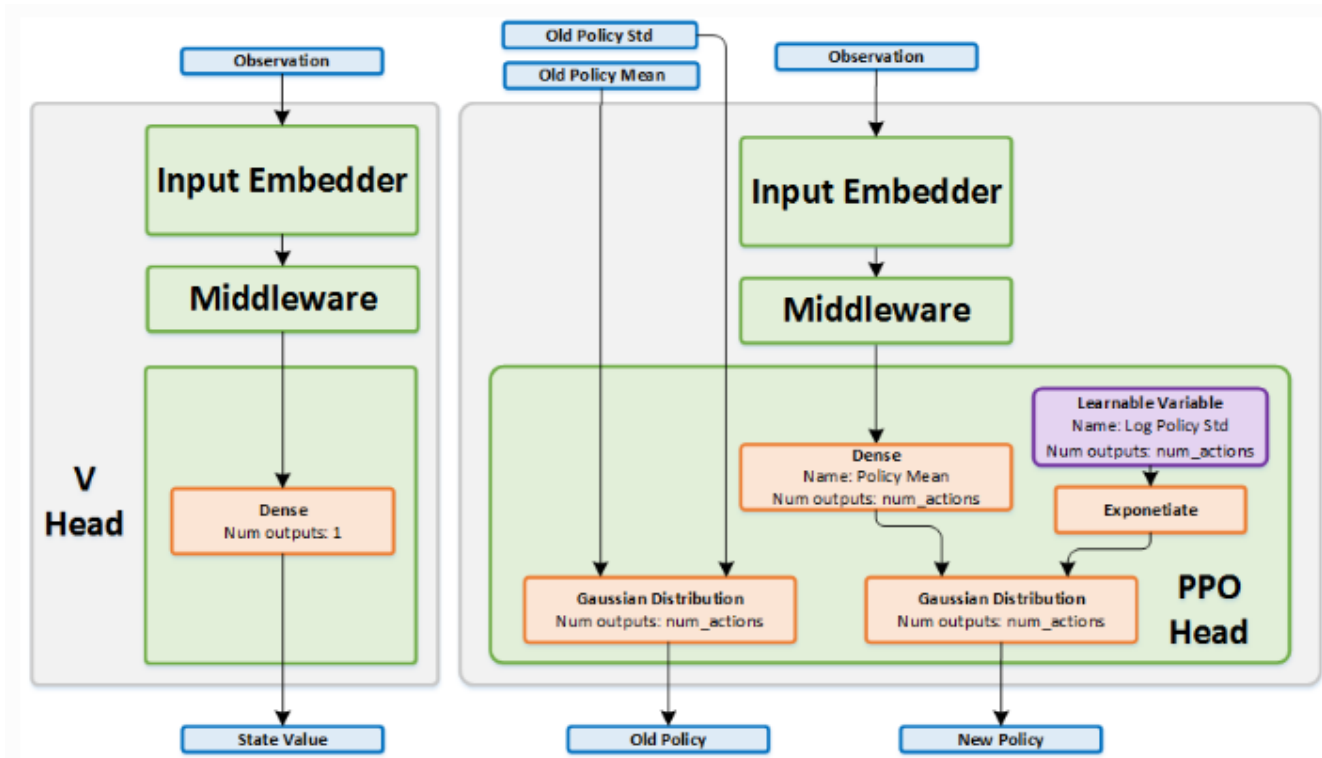 Observation
Input Embedder
Middleware
V
Head
Dense
Num outputs: 1
State Value
Old Policy Std
Old Policy Mean
Observation
Input Embedder
Middleware
Learnable Variable
Name: Log Policy Std
Num outputs: num_actions
Dense
Name: Policy Mean
Num outputs: num_actions
Exponetiate
Gaussian Distribution
Num outputs: num_actions
Gaussian Distribution
Num outputs: num_actions
PPO
Head
Old Policy
New Policy